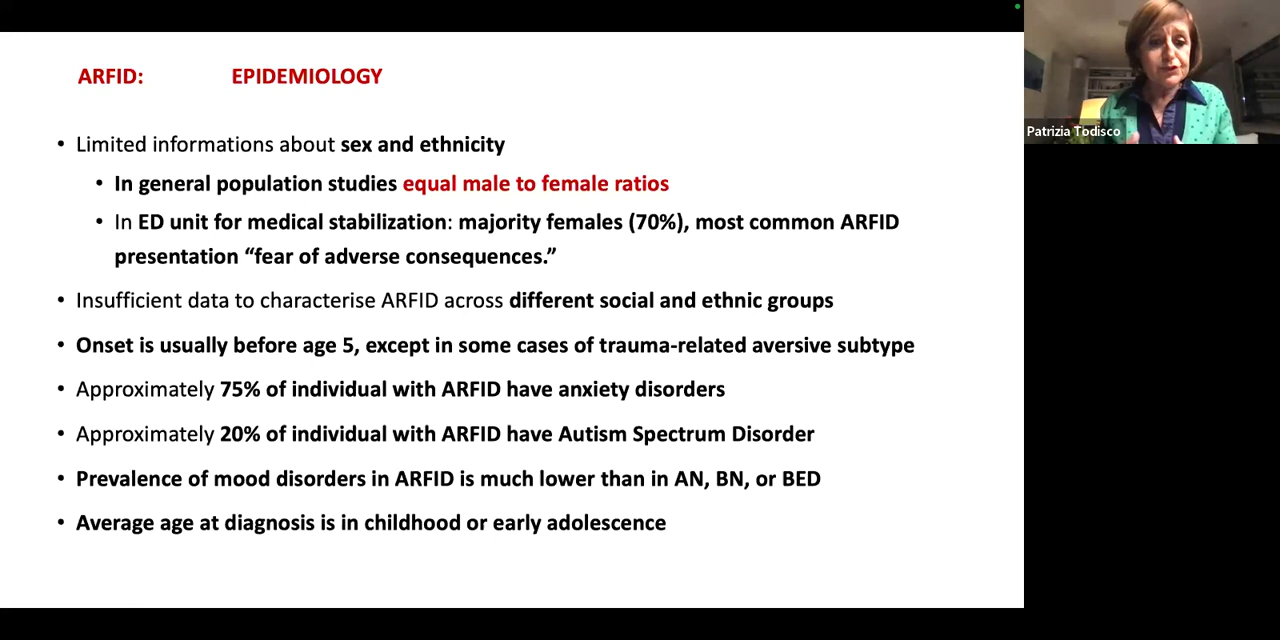 ARFID: EPIDEMIOLOGY
• Limited informations about sex and ethnicity
• In general population studies equal male to female ratios
• In ED unit for medical stabilization: majority females (70%), most common ARFID
presentation “fear of adverse consequences.”
• Insufficient data to characterise ARFID across different social and ethnic groups
• Onset is usually before age 5, except in some cases of trauma-related aversive subtype
• Approximately 75% of individual with ARFID have anxiety disorders
• Approximately 20% of individual with ARFID have Autism Spectrum Disorder
• Prevalence of mood disorders in ARFID is much lower than in AN, BN, or BED
• Average age at diagnosis is in childhood or early adolescence
Patrizia Todisco